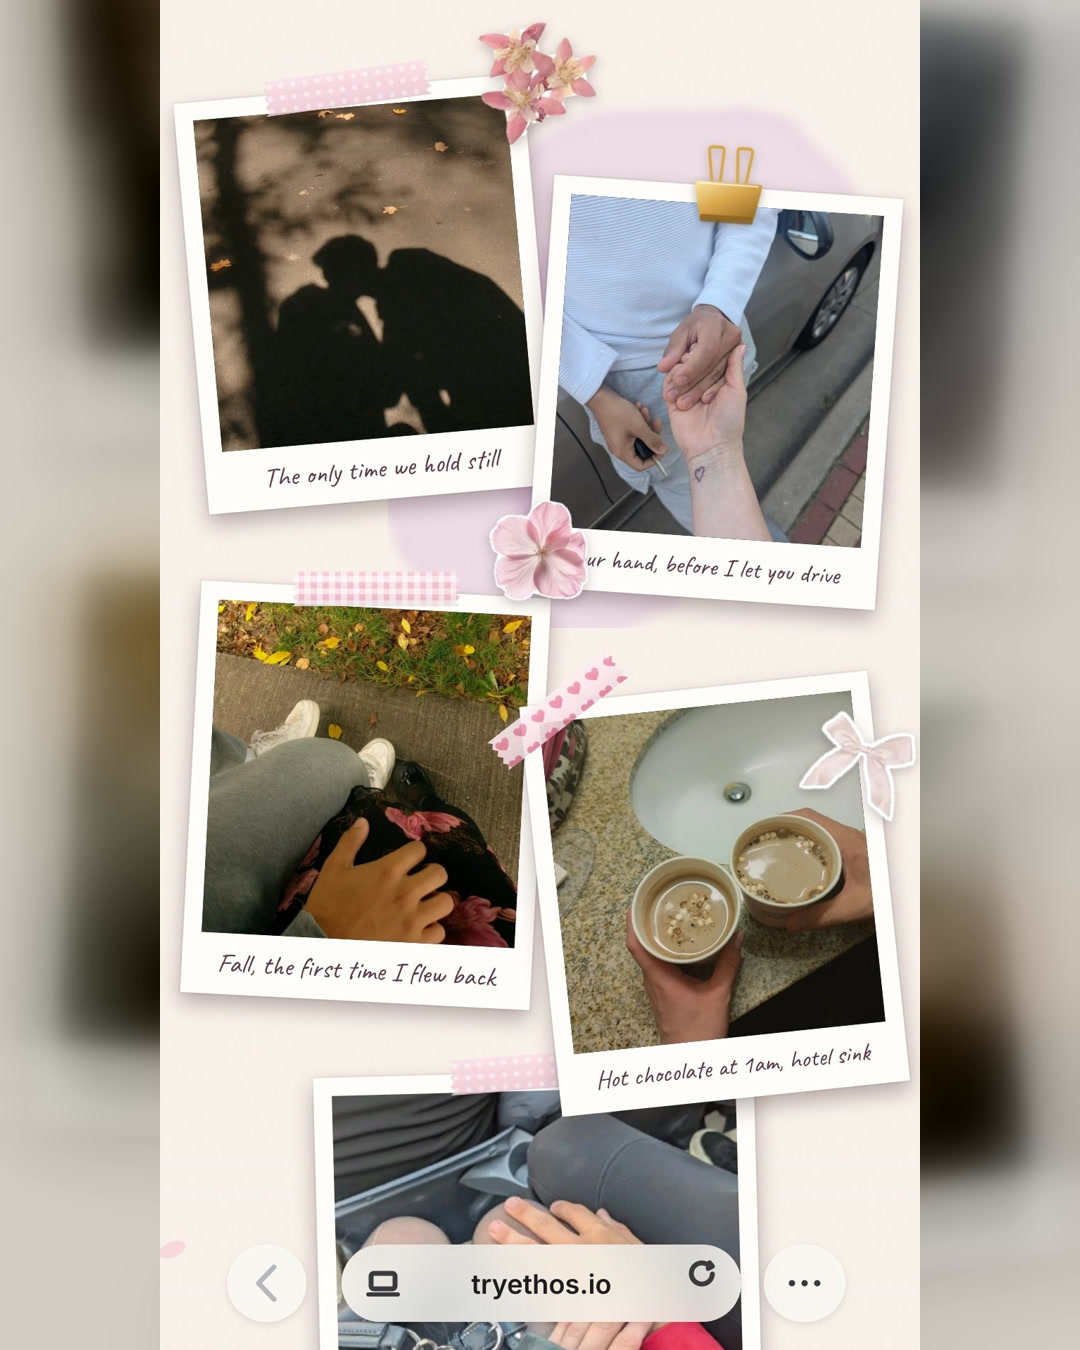 The only time we hold still
ur hand, before I let you drive
Fall, the first time I flew back
Hot chocolate at 1am, hotel sink
tryethos.io